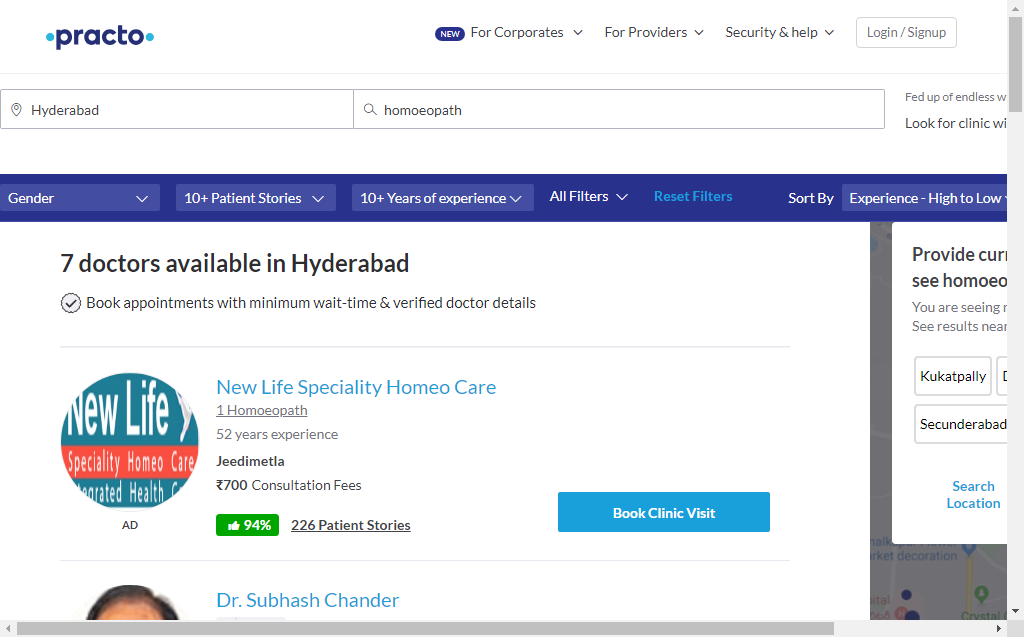 practo
NEW For Corporates
For Providers
Security & help
Login / Signup
Hyderabad
homoeopath
Fed up of endless w
Look for clinic wi
Gender
10+ Patient Stories
10+ Years of experience
All Filters
Reset Filters
Sort By
Experience - High to Low
7 doctors available in Hyderabad
Book appointments with minimum wait-time & verified doctor details
New Life
Speciality Homeo Care
AD
New Life Speciality Homeo Care
1 Homoeopath
52 years experience
Jeedimetla
₹700 Consultation Fees
94%
226 Patient Stories
Book Clinic Visit
Dr. Subhash Chander
Provide curr
see homoeo
You are seeing r
See results near
Kukatpally
Secunderabad
Search
Location
rket decoration
Crystal